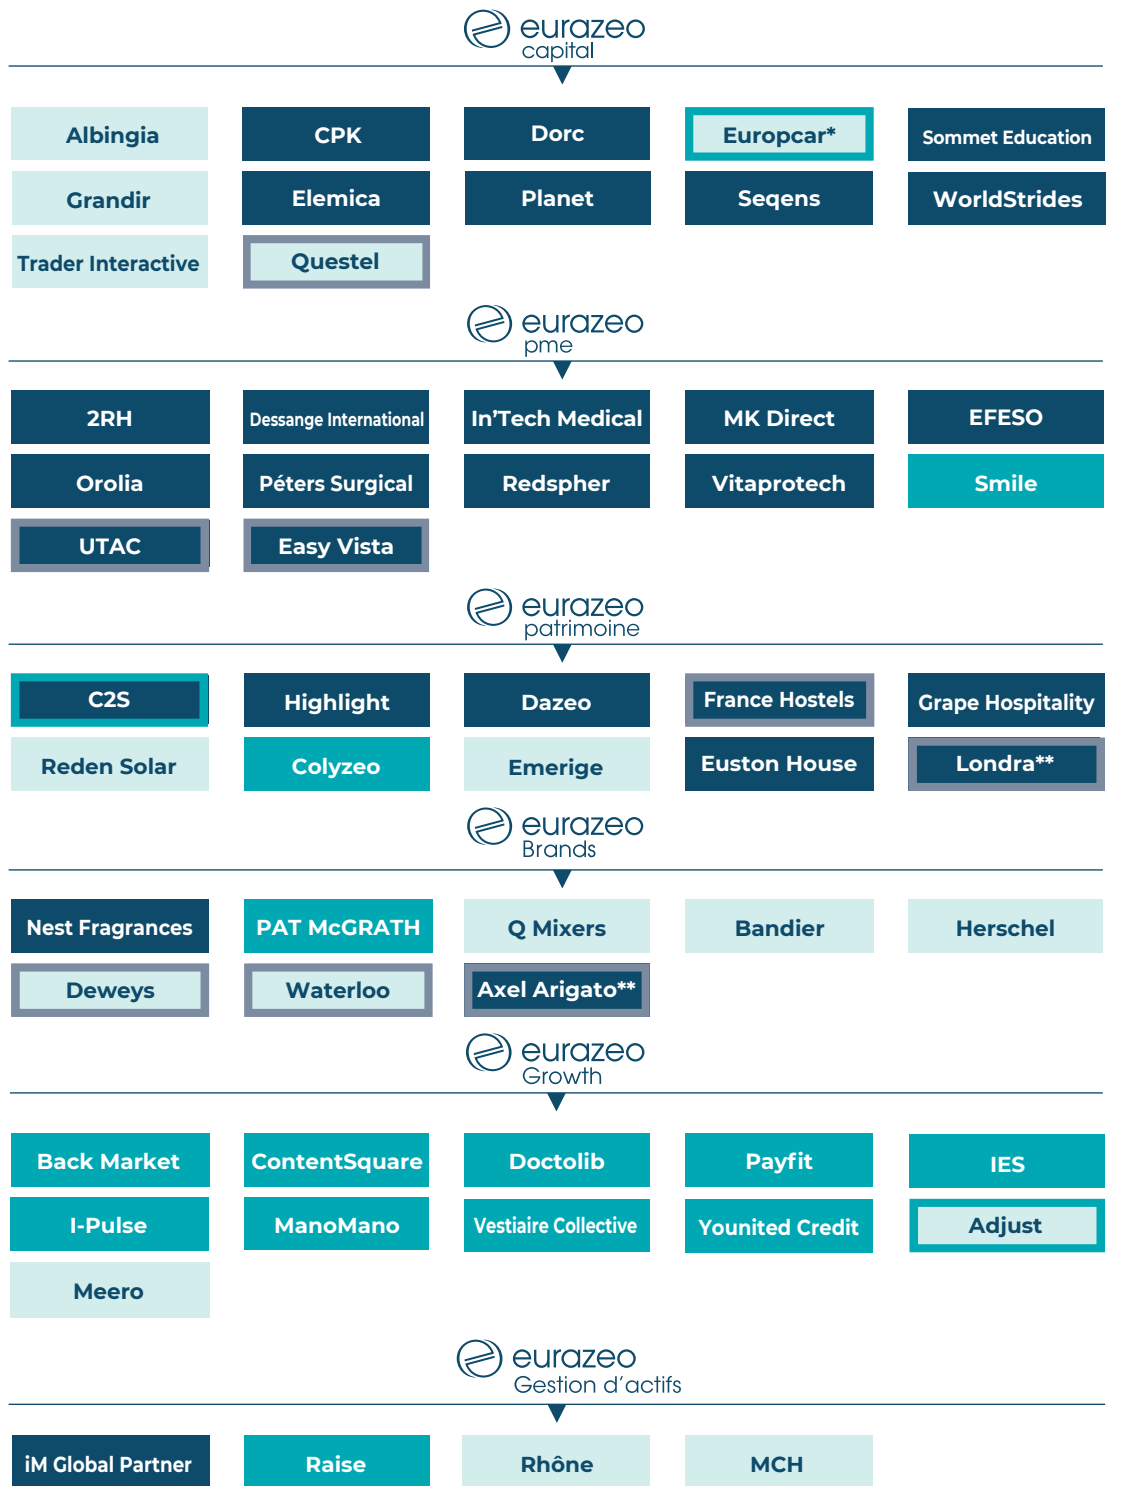 eurazeo
capital
Albingia
CPK
Dorc
Europcar*
Sommet Education
Grandir
Elemica
Planet
Seqens
WorldStrides
Trader Interactive
Questel
eurazeo
pme
2RH
Dessange International
In'Tech Medical
MK Direct
EFESO
Orolia
Péters Surgical
Redspher
Vitaprotech
Smile
UTAC
Easy Vista
eurazeo
patrimoine
C2S
Highlight
Dazeo
France Hostels
Grape Hospitality
Reden Solar
Colyzeo
Emerige
Euston House
Londra**
eurazeo
Brands
Nest Fragrances
PAT McGRATH
Q Mixers
Bandier
Herschel
Deweys
Waterloo
Axel Arigato**
eurazeo
Growth
Back Market
ContentSquare
Doctolib
Payfit
IES
I-Pulse
ManoMano
Vestiaire Collective
Younited Credit
Adjust
Meero
eurazeo
Gestion d'actifs
iM Global Partner
Raise
Rhône
MCH